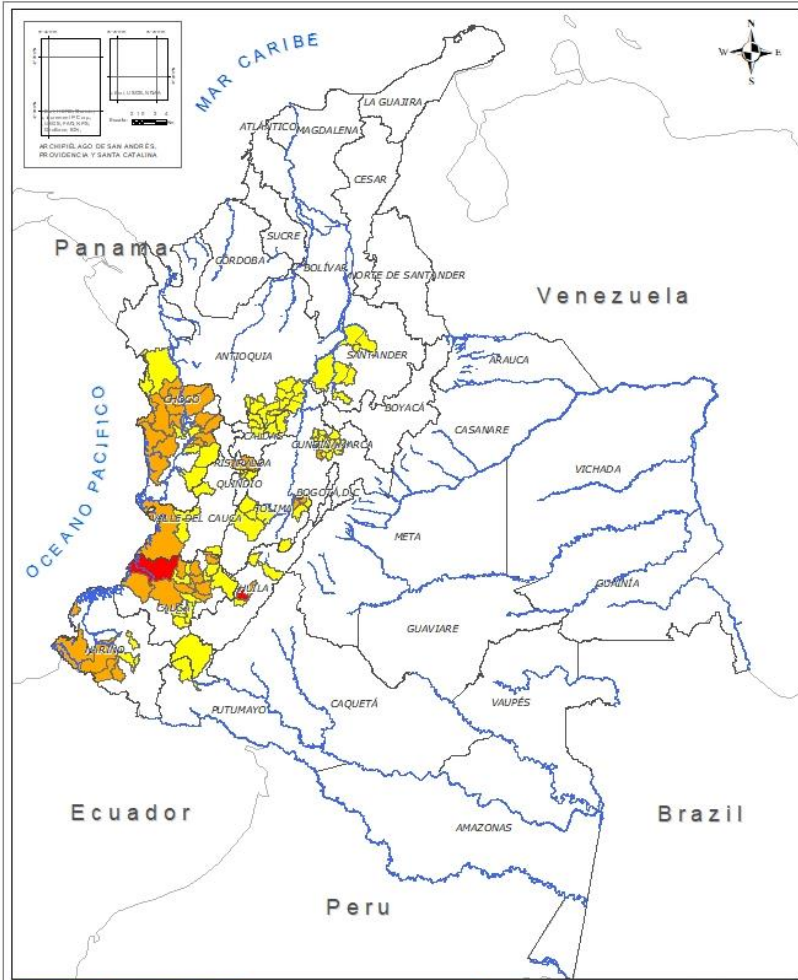 N
W
E
S
MAR CARIBE
ARCHIPIÉLAGO DE SAN ANDRÉS,
PROVIDENCIA Y SANTA CATALINA
LA GUAJIRA
ATLÁNTICO
MAGDALENA
CESAR
SUCRE
Panama
CÓRDOBA
BOLÍVAR
NORTE DE SANTANDER
Venezuela
ANTIOQUIA
SANTANDER
ARAUCA
OCEANO PACIFICO
CHOCÓ
BOYACÁ
CALDAS
CUNDINAMARCA
CASANARE
RISARALDA
VICHADA
QUINDIO
BOGOTÁ, D.C.
VALLE DEL CAUCA
TOLIMA
META
GUAINÍA
HUILA
CAUCA
GUAVIARE
NARIÑO
CAQUETÁ
VAUPÉS
PUTUMAYO
Ecuador
Brazil
AMAZONAS
Peru